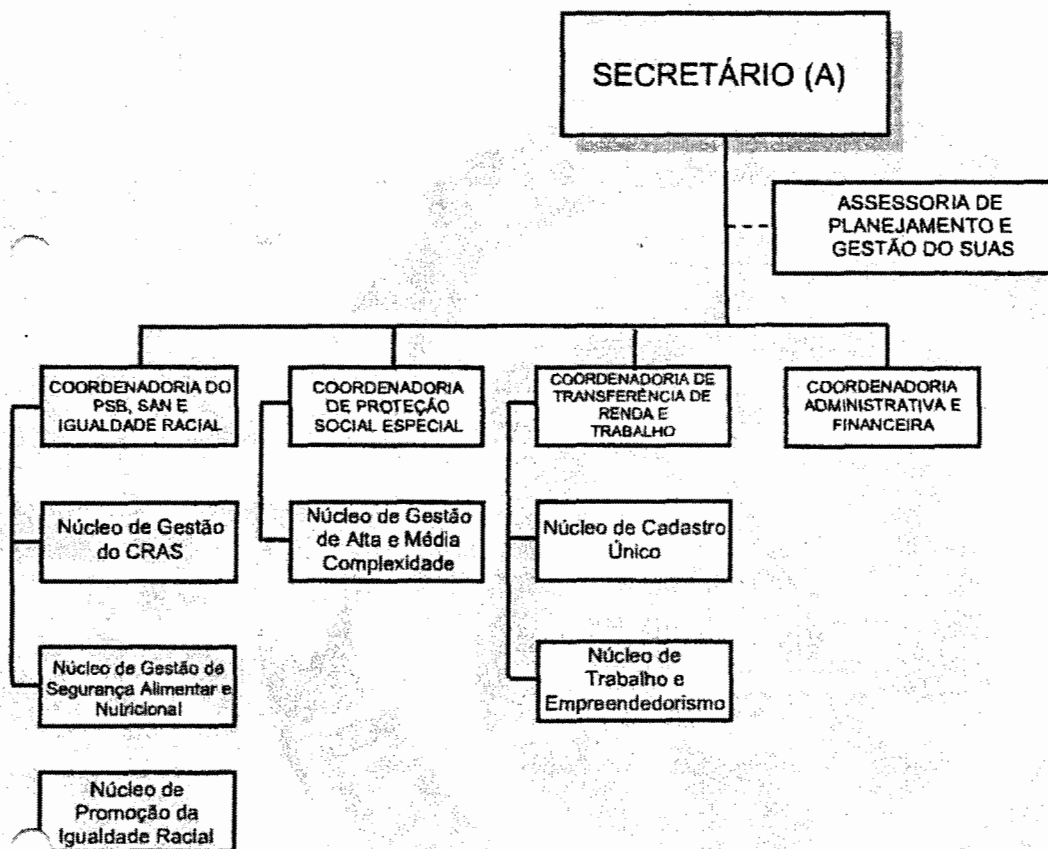 SECRETÁRIO (A)
ASSESSORIA DE
PLANEJAMENTO E
GESTÃO DO SUAS
COORDENADORIA DO
PSB, SAN E
IGUALDADE RACIAL
COORDENADORIA
DE PROTEÇÃO
SOCIAL ESPECIAL
COORDENADORIA DE
TRANSFERÊNCIA DE
RENDA E
TRABALHO
COORDENADORIA
ADMINISTRATIVA E
FINANCEIRA
Núcleo de Gestão
do CRAS
Núcleo de Gestão
de Alta e Média
Complexidade
Núcleo de Cadastro
Único
Núcleo de Gestão de
Segurança Alimentar e
Nutricional
Núcleo de
Trabalho e
Empreendedorismo
Núcleo de
Promoção da
Igualdade Racial